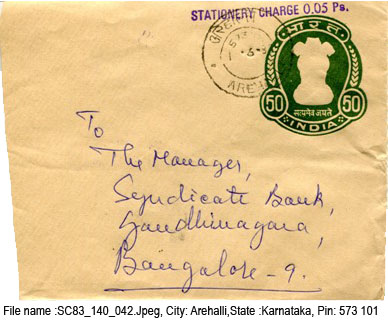 STATIONERY CHARGE 0.05 Ps.
भारत
50 50
सत्यमेव जयते
INDIA
To
The Manager,
Syndicate Bank,
Gandhinagara,
Bangalore - 9.
File name :SC83_140_042.Jpeg, City: Arehalli,State :Karnataka, Pin: 573 101